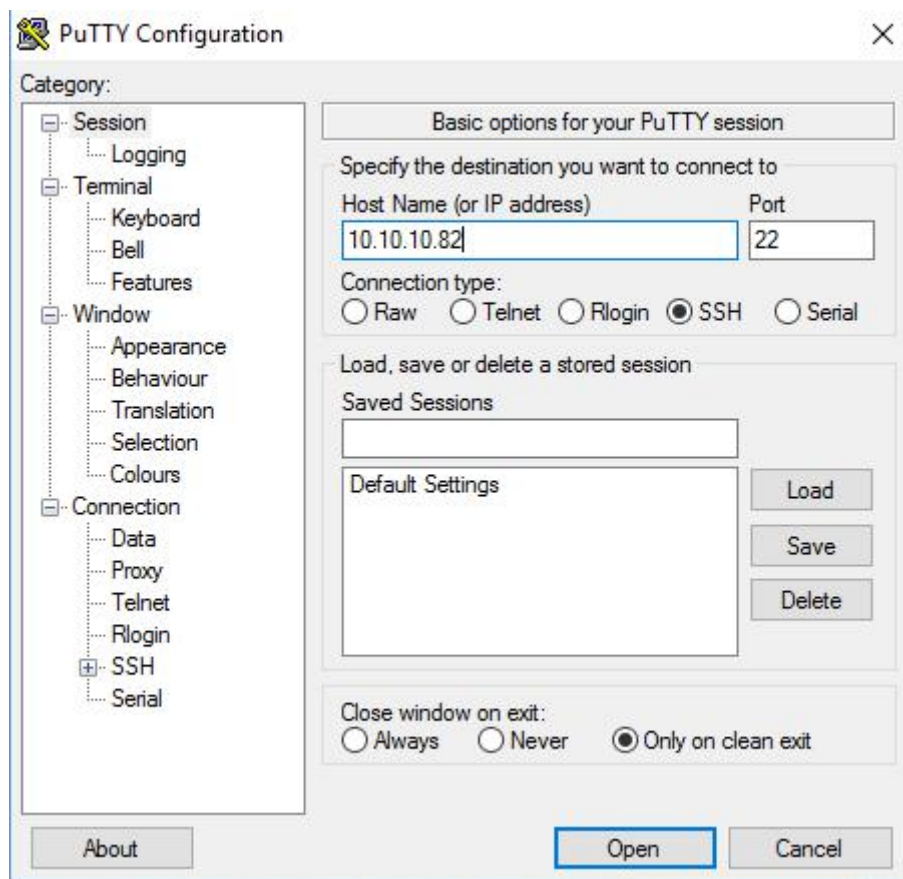 PuTTY Configuration
Category:
Session
Logging
Terminal
Keyboard
Bell
Features
Window
Appearance
Behaviour
Translation
Selection
Colours
Connection
Data
Proxy
Telnet
Rlogin
SSH
Serial
Basic options for your PuTTY session
Specify the destination you want to connect to
Host Name (or IP address) Port
10.10.10.82 22
Connection type:
Raw Telnet Rlogin SSH Serial
Load, save or delete a stored session
Saved Sessions
Default Settings
Load
Save
Delete
Close window on exit:
Always Never Only on clean exit
About Open Cancel